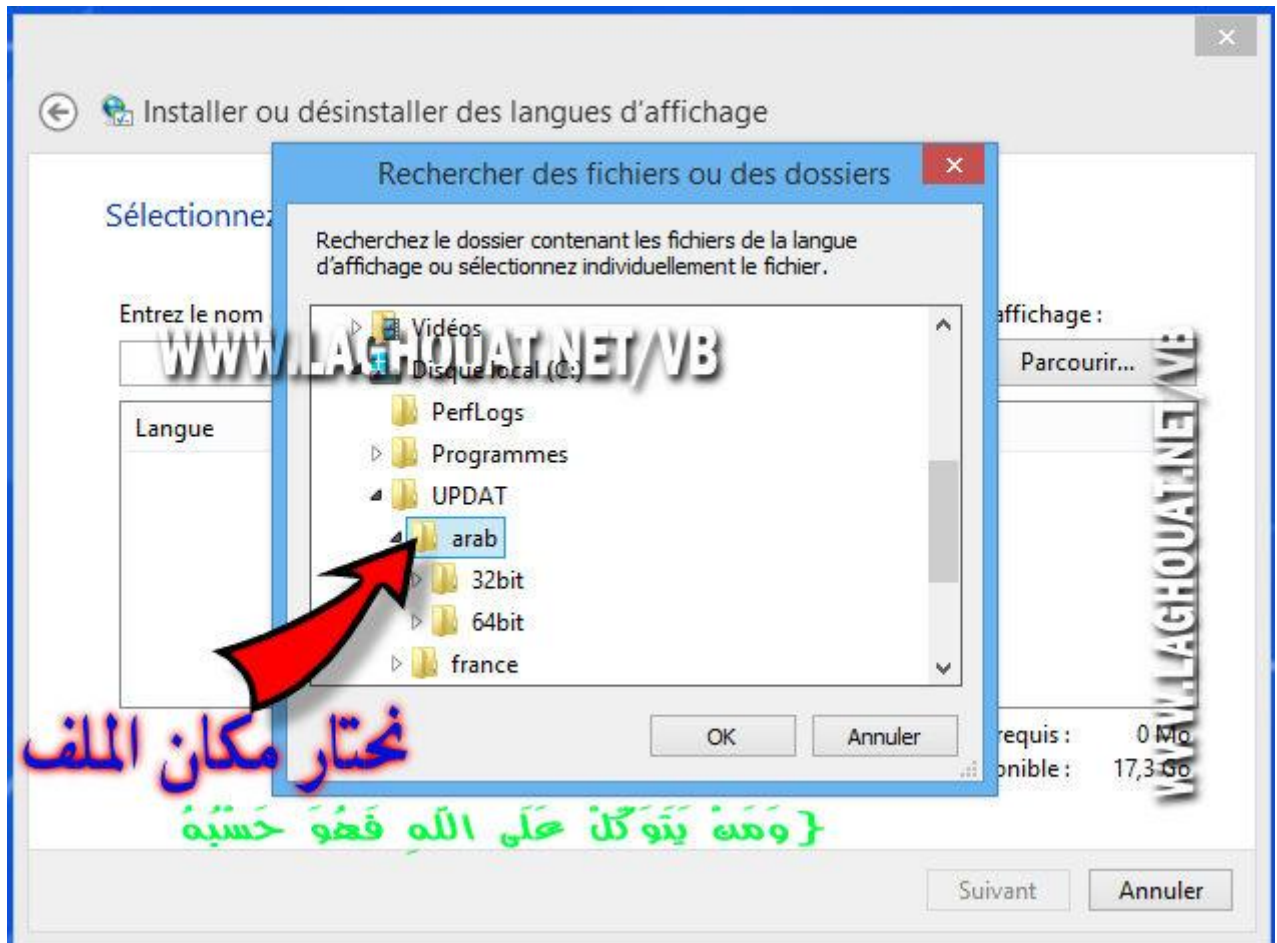 Installer ou désinstaller des langues d'affichage
Rechercher des fichiers ou des dossiers
Sélectionnez
Recherchez le dossier contenant les fichiers de la langue
d'affichage ou sélectionnez individuellement le fichier.
Entrez le nom
affichage :
Vidéos
WWW.LAGHOUAT.NET/VB
Disque local (C:)
Parcourir...
PerfLogs
Langue
Programmes
UPDAT
arab
32bit
64bit
france
WWW.LAGHOUAT.NET/VB
نختار مكان الملف
OK
Annuler
requis :
0 Mo
onible :
17,3 Go
{وَمَنْ يَتَوَكَّلْ عَلَى اللَّهِ فَهُوَ حَسْبُهُ
Suivant
Annuler